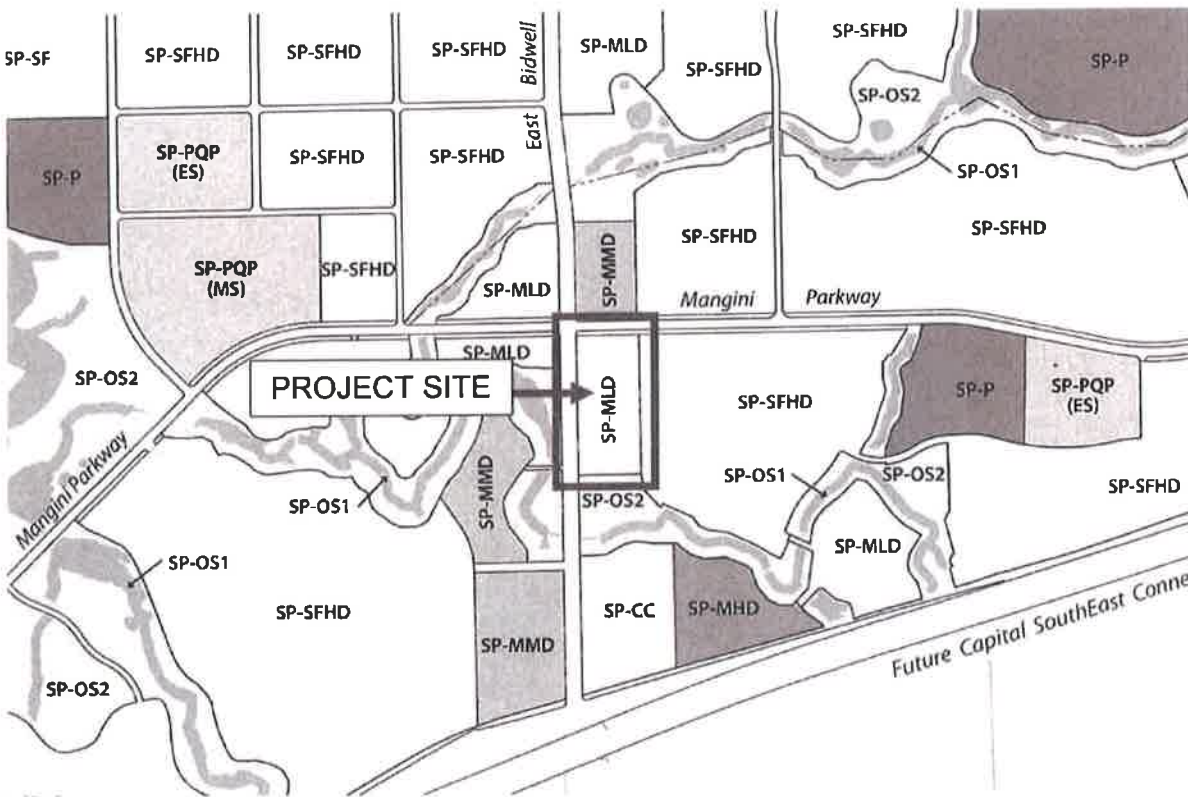 SP-SF
SP-SFHD
SP-SFHD
SP-SFHD
East Bidwell
SP-MLD
SP-SFHD
SP-SFHD
SP-OS2
SP-P
SP-P
SP-PQP
(ES)
SP-SFHD
SP-SFHD
SP-OS1
SP-PQP
(MS)
SP-SFHD
SP-MLD
SP-MMD
SP-SFHD
SP-SFHD
Mangini Parkway
SP-OS2
SP-MLD
PROJECT SITE
SP-MLD
SP-SFHD
SP-P
SP-PQP
(ES)
Mangini Parkway
SP-OS1
SP-MMD
SP-OS2
SP-OS1
SP-OS2
SP-SFHD
SP-OS1
SP-MLD
SP-SFHD
SP-MMD
SP-CC
SP-MHD
SP-OS2
Future Capital SouthEast Conne